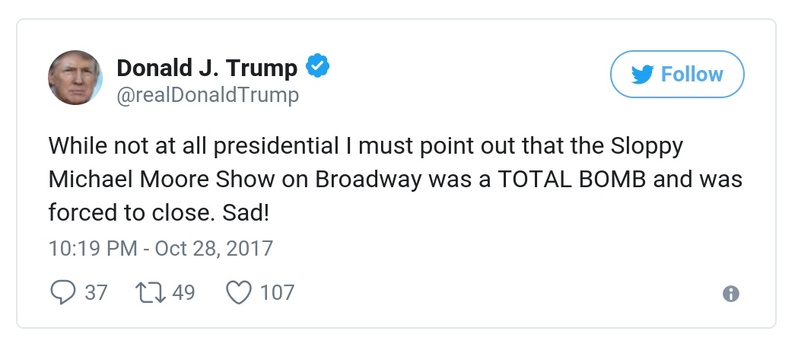 Donald J. Trump
@realDonaldTrump
Follow
While not at all presidential I must point out that the Sloppy
Michael Moore Show on Broadway was a TOTAL BOMB and was
forced to close. Sad!
10:19 PM - Oct 28, 2017
37 49 107